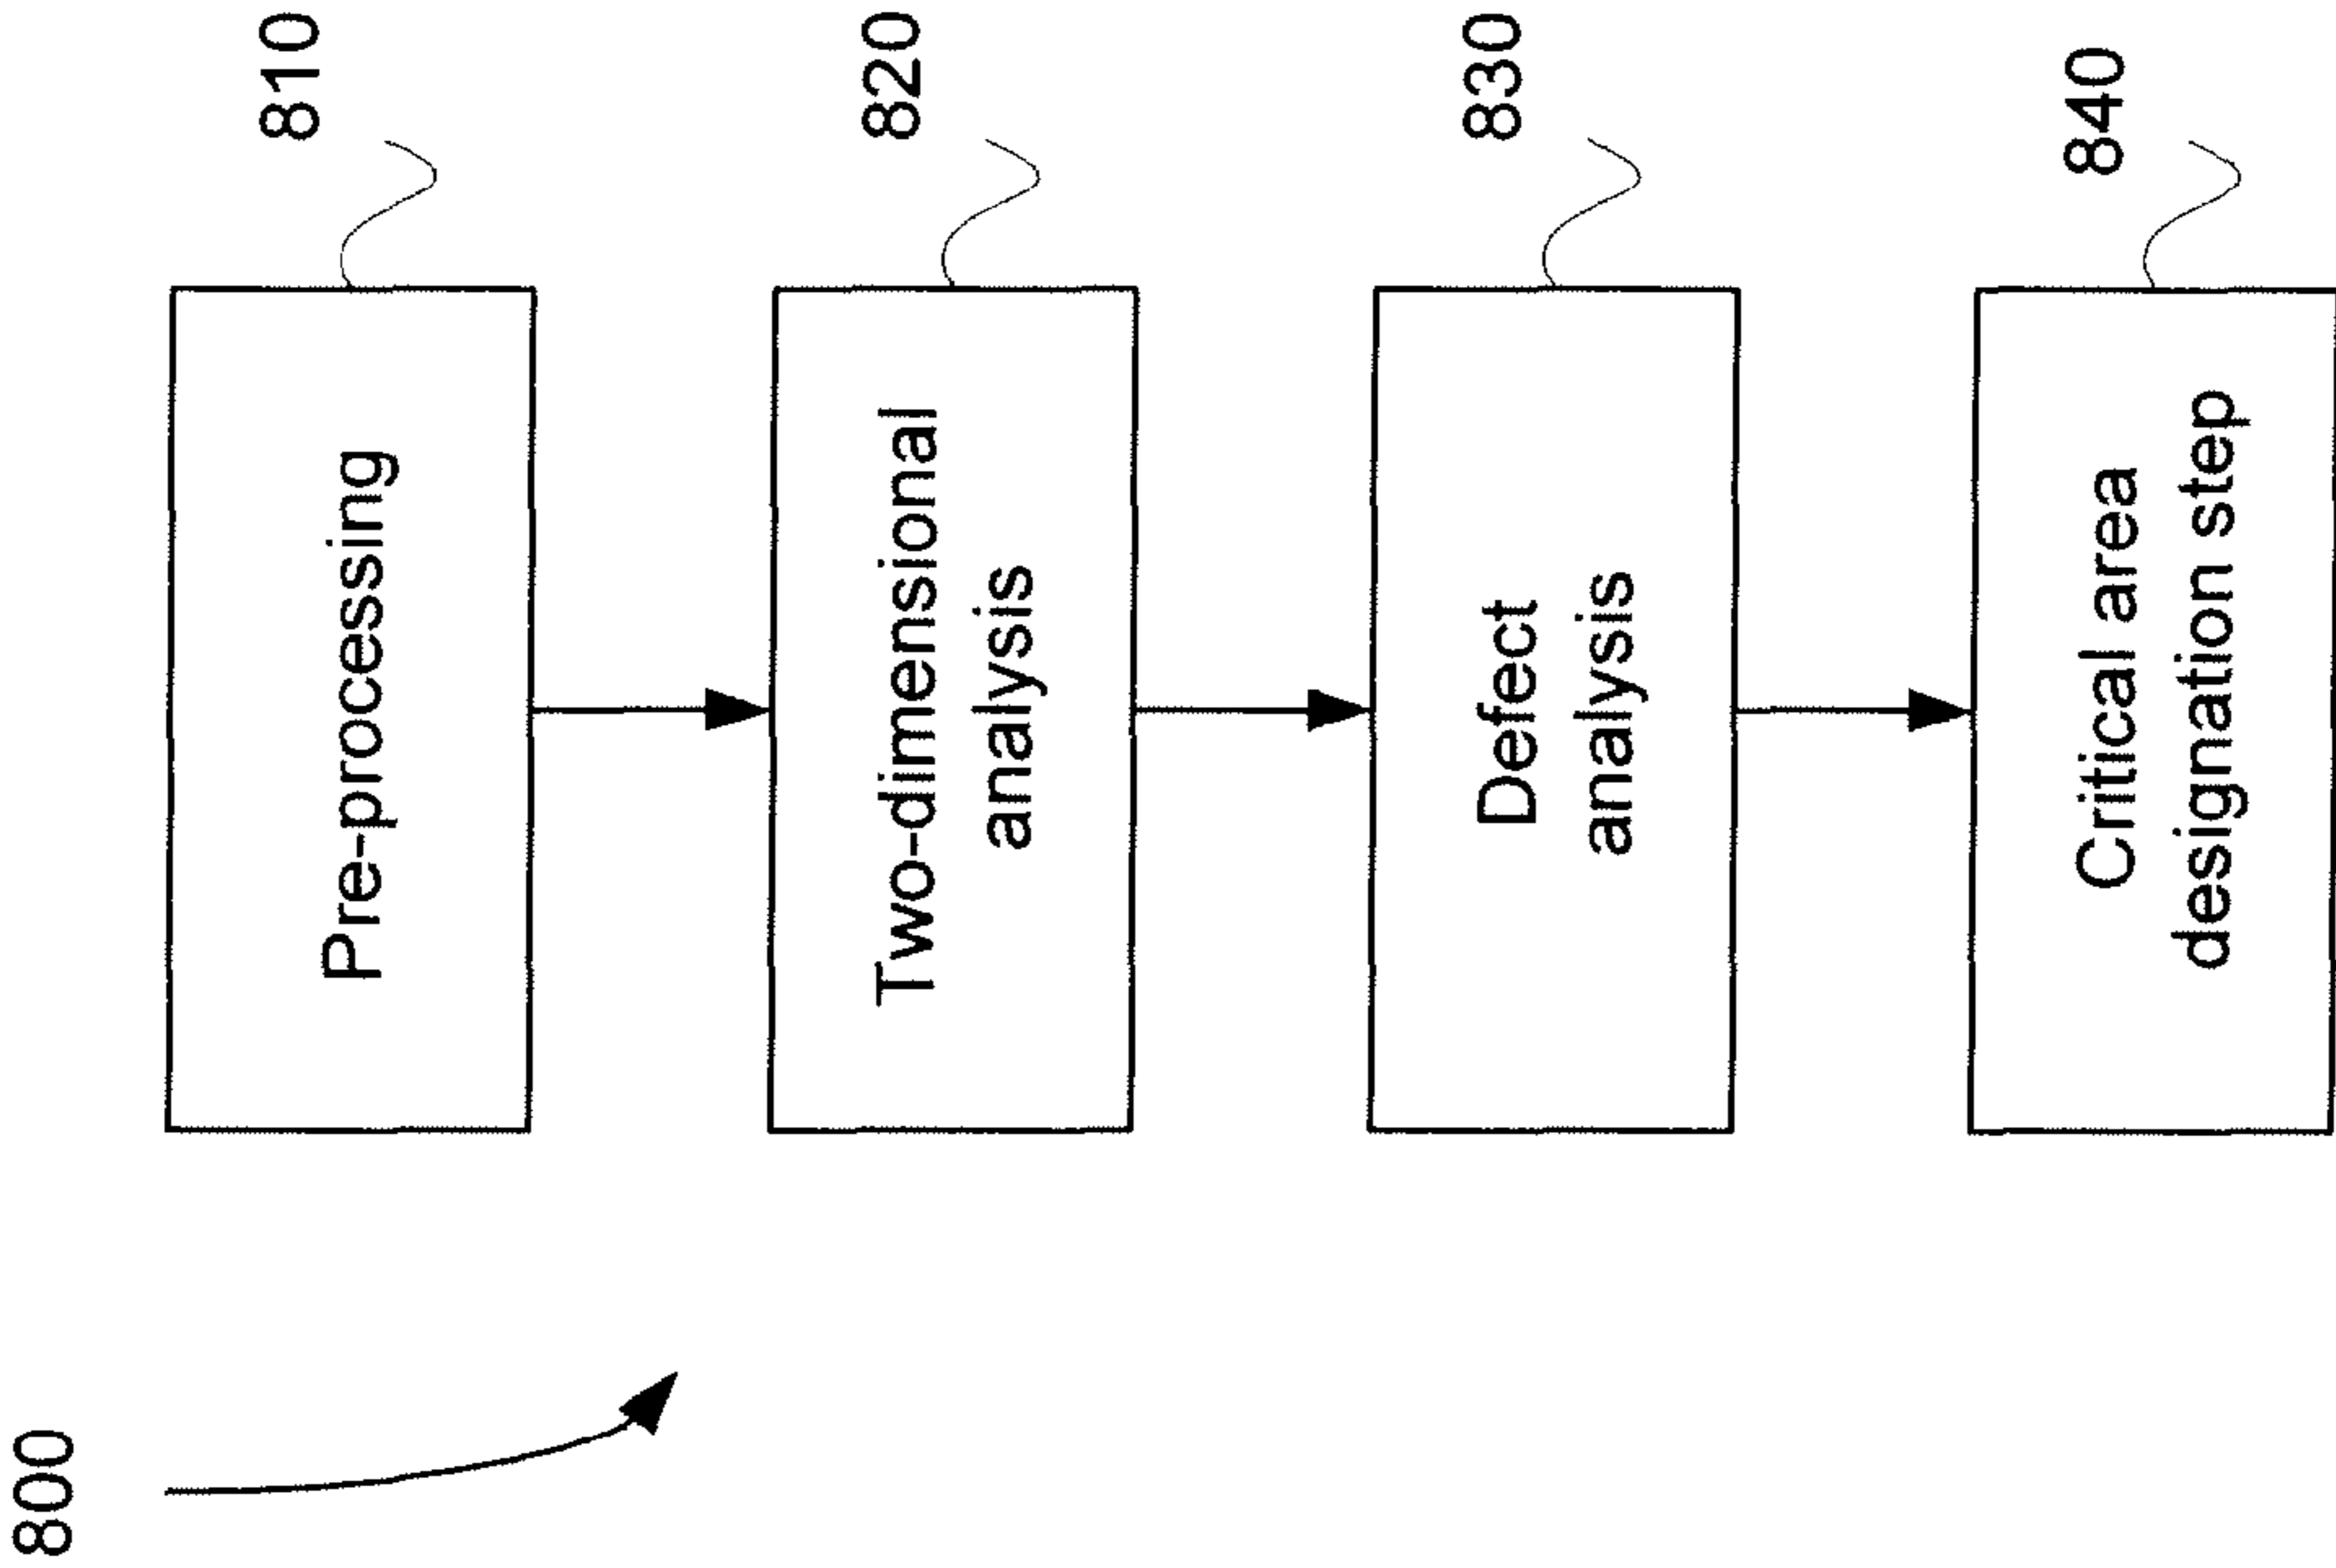 800
810
Pre-processing
820
Two-dimensional
analysis
830
Defect
analysis
840
Critical area
designation step